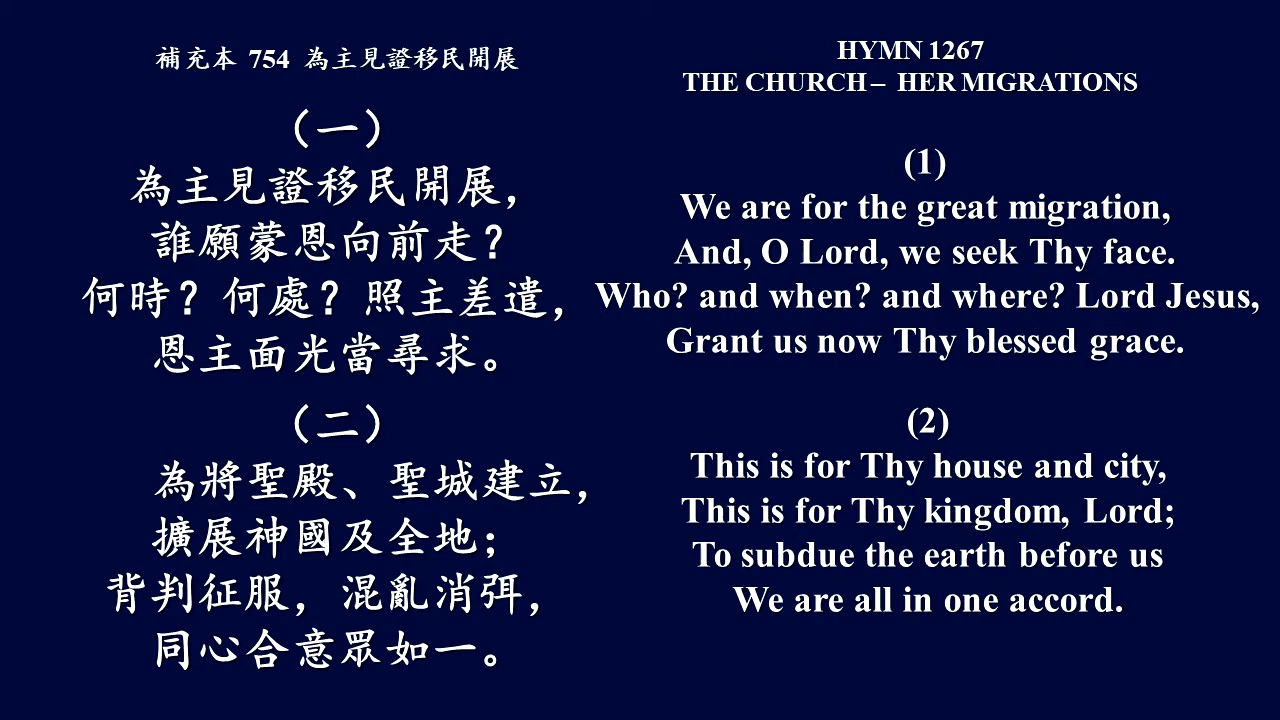 補充本 754 為主見證移民開展
（一）
為主見證移民開展，
誰願蒙恩向前走？
何時？何處？照主差遣，
恩主面光當尋求。
（二）
為將聖殿、聖城建立，
擴展神國及全地；
背判征服，混亂消弭，
同心合意眾如一。
HYMN 1267
THE CHURCH – HER MIGRATIONS
(1)
We are for the great migration,
And, O Lord, we seek Thy face.
Who? and when? and where? Lord Jesus,
Grant us now Thy blessed grace.
(2)
This is for Thy house and city,
This is for Thy kingdom, Lord;
To subdue the earth before us
We are all in one accord.